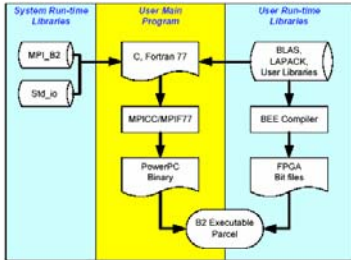 System Run-time
Libraries
User Main
Program
User Run-time
Libraries
MPI_B2
Std_io
C, Fortran 77
BLAS,
LAPACK,
User Libraries
MPICC/MPIF77
BEE Compiler
PowerPC
Binary
FPGA
Bit files
B2 Executable
Parcel